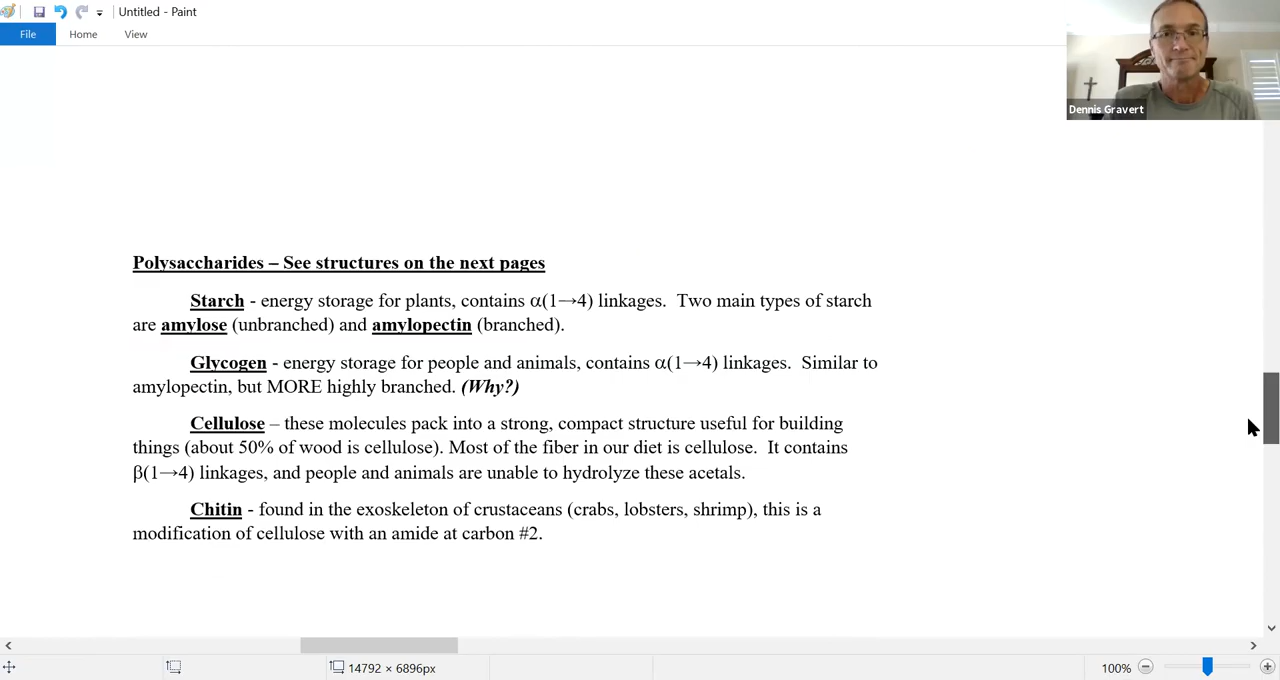 Untitled - Paint
File Home View
Dennis Gravert
Polysaccharides – See structures on the next pages
Starch - energy storage for plants, contains α(1→4) linkages. Two main types of starch
are amylose (unbranched) and amylopectin (branched).
Glycogen - energy storage for people and animals, contains α(1→4) linkages. Similar to
amylopectin, but MORE highly branched. (Why?)
Cellulose – these molecules pack into a strong, compact structure useful for building
things (about 50% of wood is cellulose). Most of the fiber in our diet is cellulose. It contains
β(1→4) linkages, and people and animals are unable to hydrolyze these acetals.
Chitin - found in the exoskeleton of crustaceans (crabs, lobsters, shrimp), this is a
modification of cellulose with an amide at carbon #2.
14792 × 6896px
100%